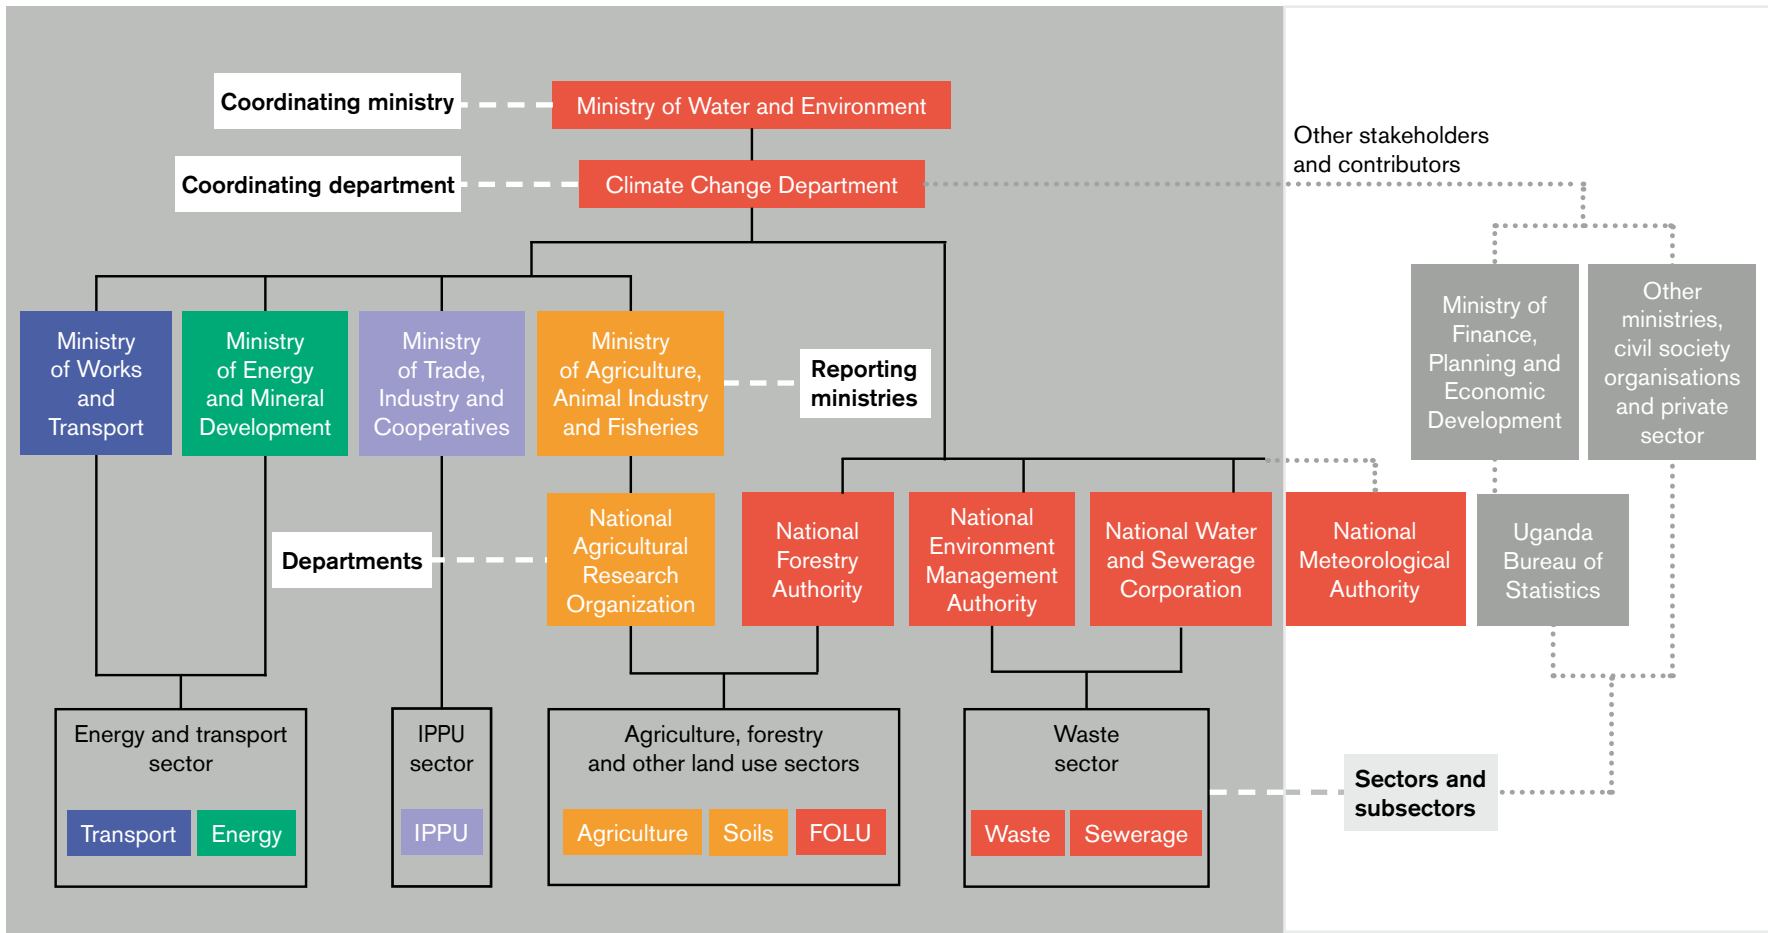 Coordinating ministry
Ministry of Water and Environment
Other stakeholders
and contributors
Coordinating department
Climate Change Department
Ministry
of Works
and
Transport
Ministry
of Energy
and Mineral
Development
Ministry
of Trade,
Industry and
Cooperatives
Ministry
of Agriculture,
Animal Industry
and Fisheries
Reporting
ministries
Ministry of
Finance,
Planning and
Economic
Development
Other
ministries,
civil society
organisations
and private
sector
Departments
National
Agricultural
Research
Organization
National
Forestry
Authority
National
Environment
Management
Authority
National Water
and Sewerage
Corporation
National
Meteorological
Authority
Uganda
Bureau of
Statistics
Energy and transport
sector
Transport
Energy
IPPU
sector
IPPU
Agriculture, forestry
and other land use sectors
Agriculture
Soils
FOLU
Waste
sector
Waste
Sewerage
Sectors and
subsectors